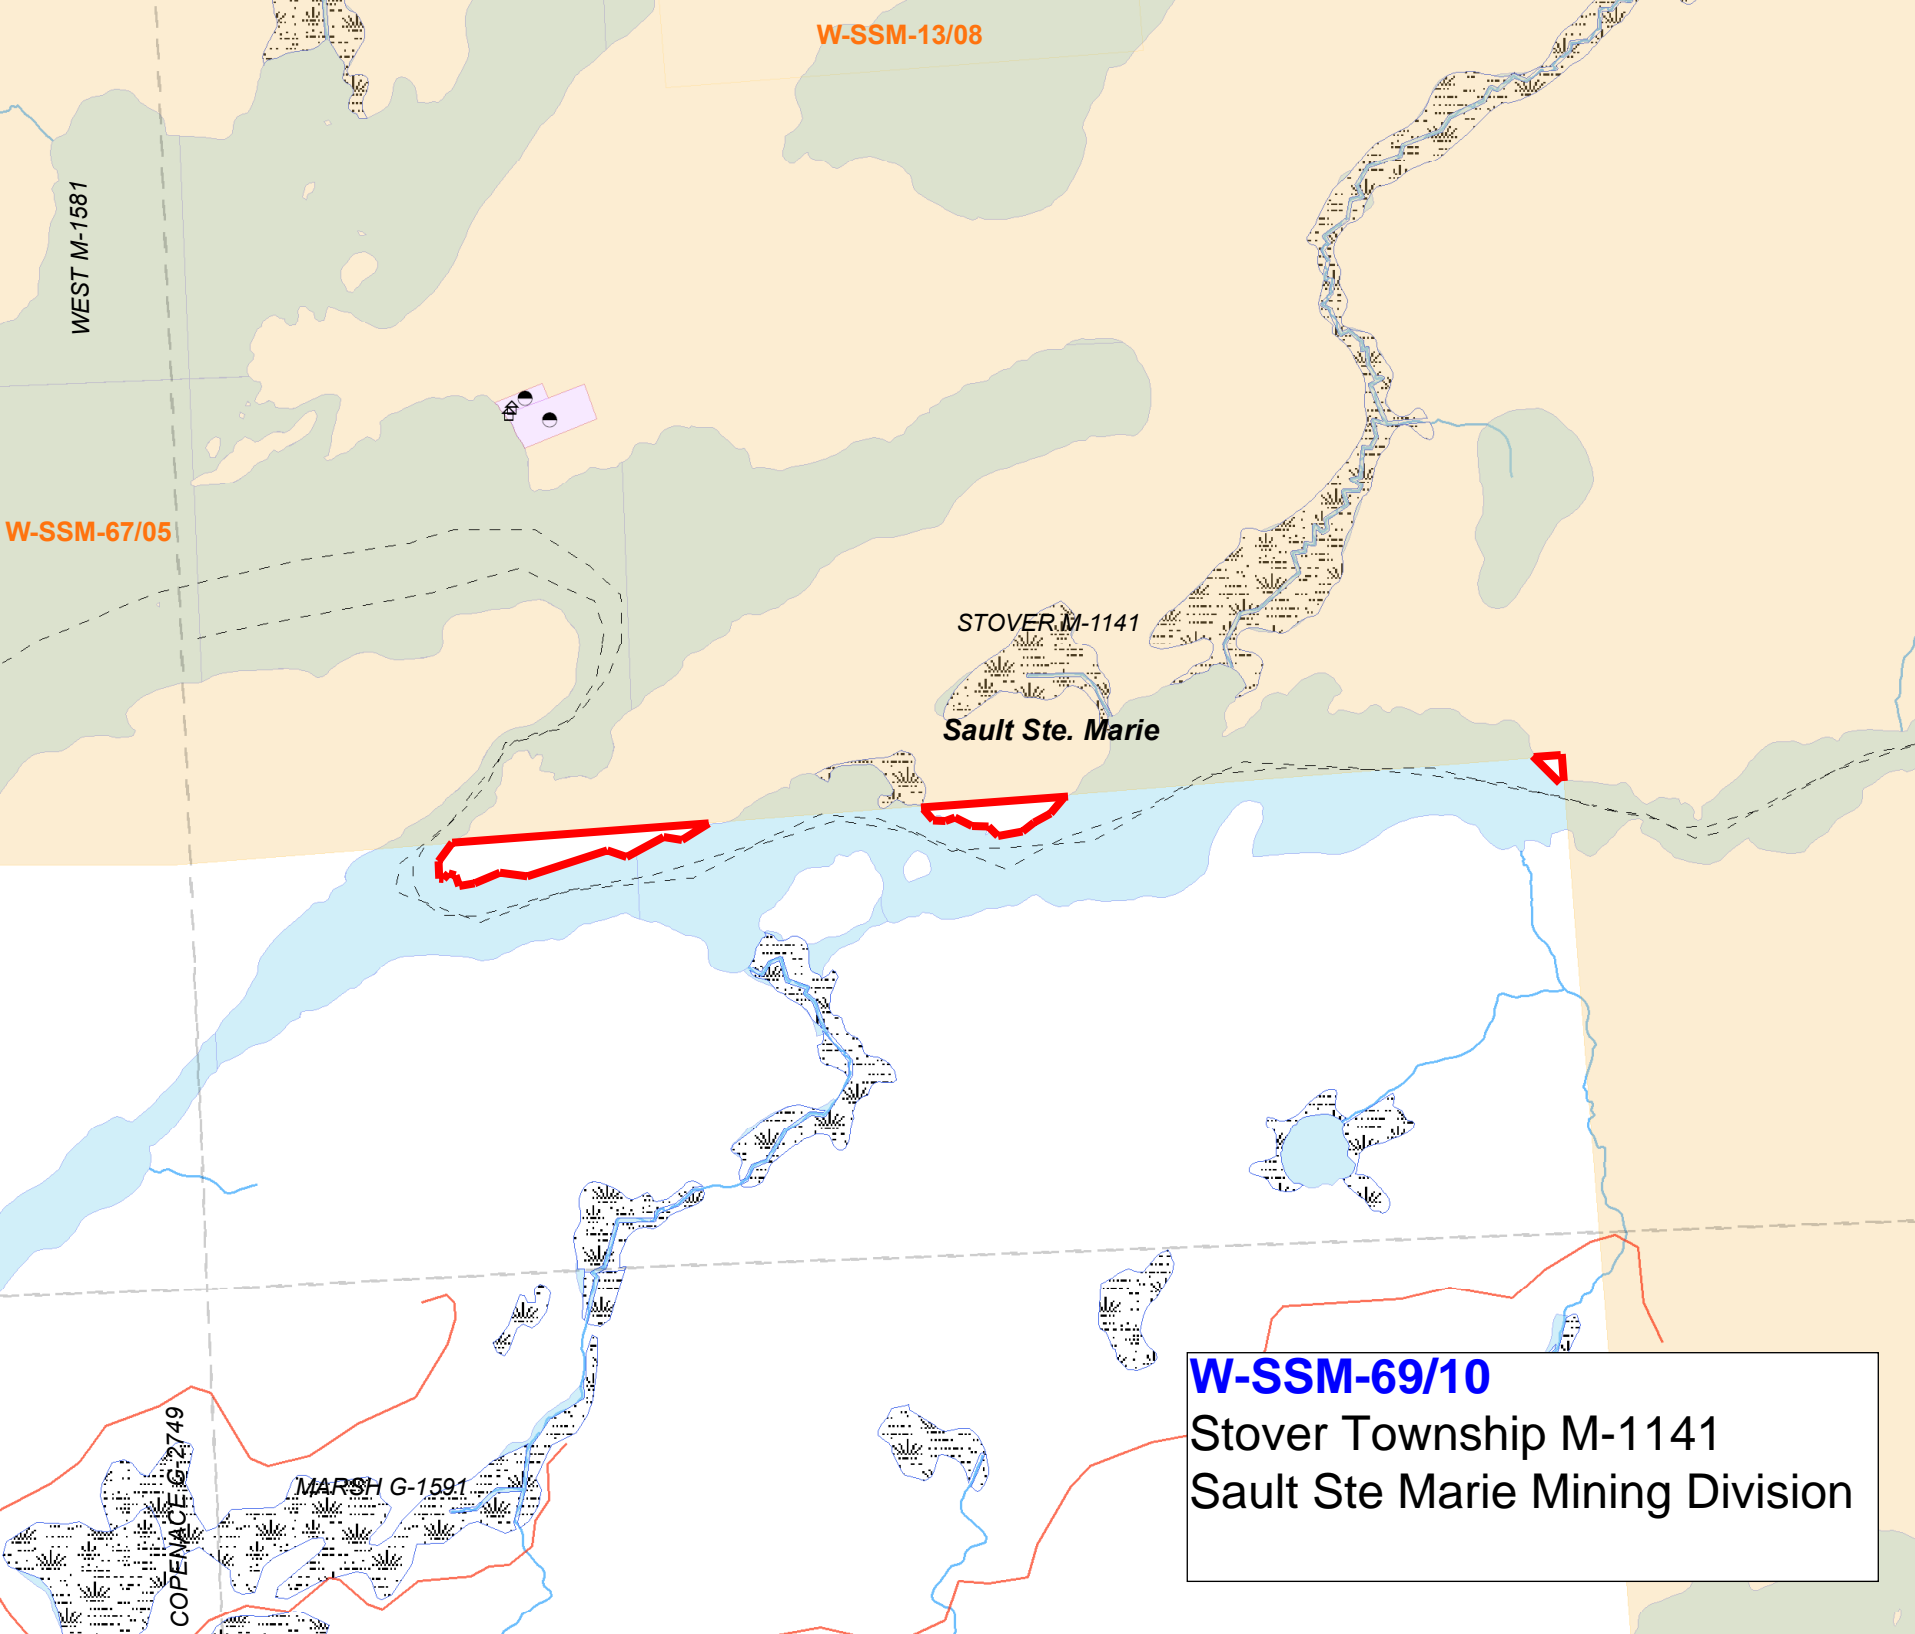 W-SSM-13/08
WEST M-1581
W-SSM-67/05
STOVER M-1141
Sault Ste. Marie
W-SSM-69/10
Stover Township M-1141
Sault Ste Marie Mining Division
MARSH G-1591
COPENACE G-2749